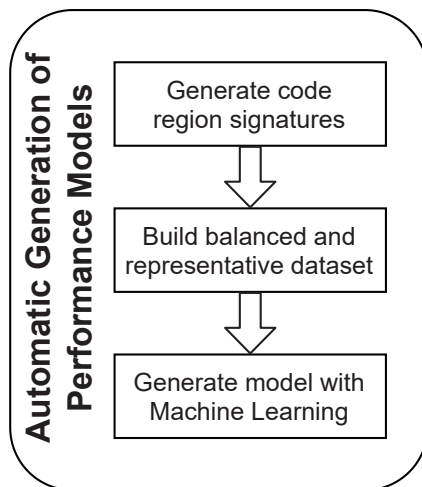 Automatic Generation of
Performance Models
Generate code
region signatures
Build balanced and
representative dataset
Generate model with
Machine Learning